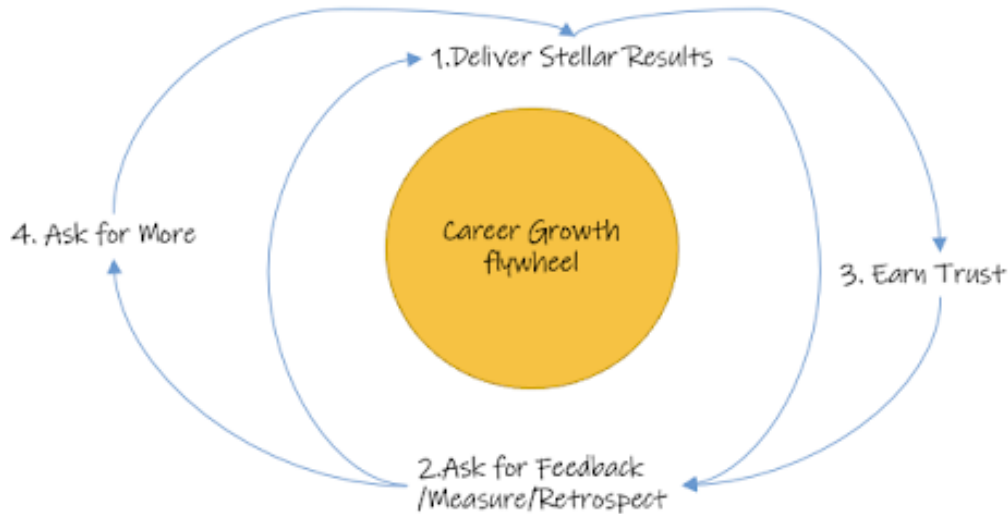 1.Deliver Stellar Results
Career Growth
flywheel
4. Ask for More
3. Earn Trust
2.Ask for Feedback
/Measure/Retrospect